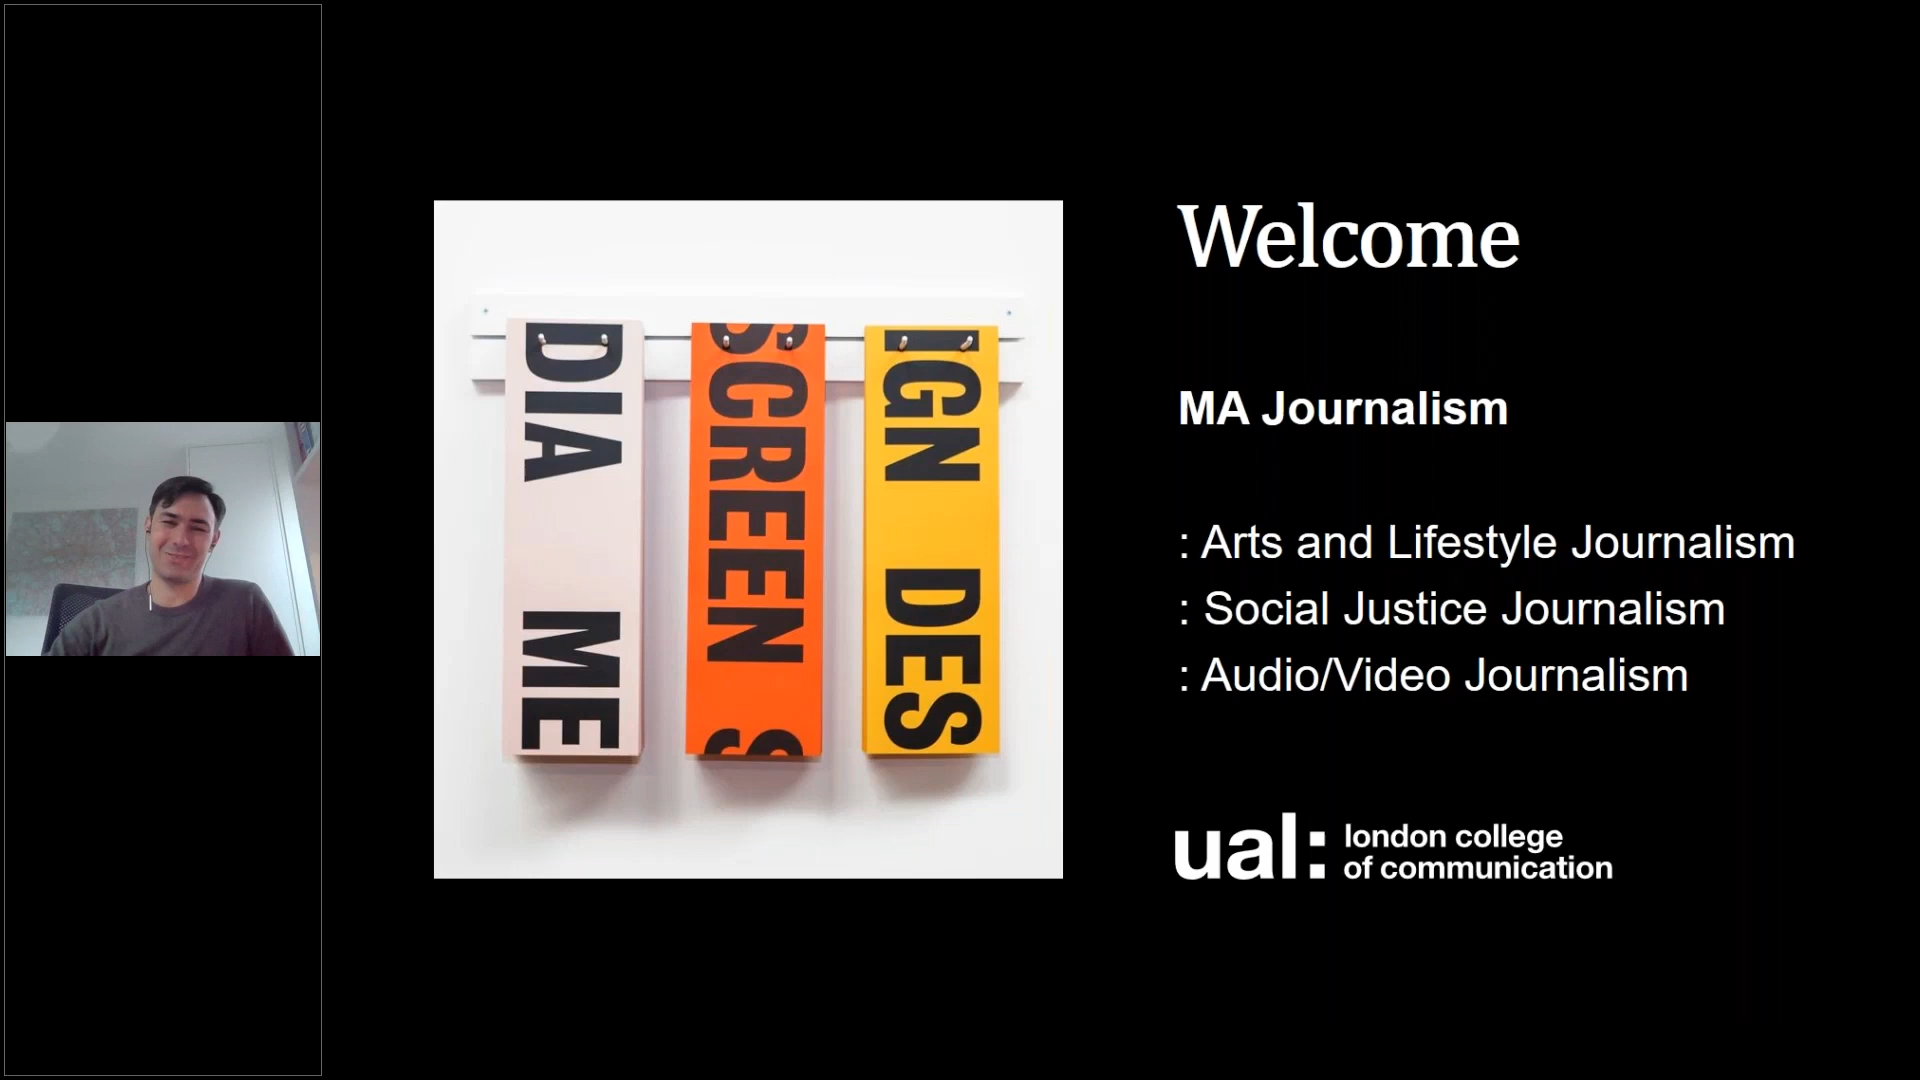 DIA ME
SCREEN S
IGN DES
Welcome
MA Journalism
: Arts and Lifestyle Journalism
: Social Justice Journalism
: Audio/Video Journalism
ual: london college
of communication